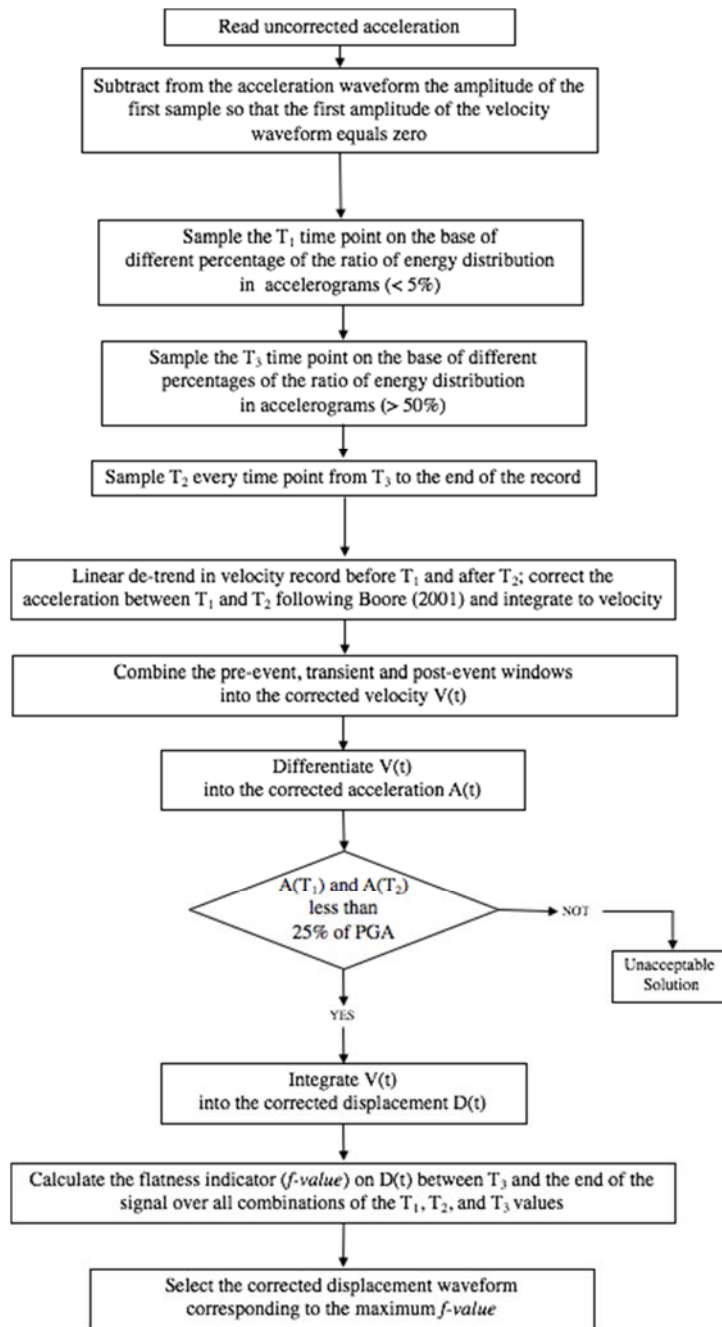 Read uncorrected acceleration
Subtract from the acceleration waveform the amplitude of the
first sample so that the first amplitude of the velocity
waveform equals zero
Sample the T₁ time point on the base of
different percentage of the ratio of energy distribution
in accelerograms (< 5%)
Sample the T₃ time point on the base of different
percentages of the ratio of energy distribution
in accelerograms (> 50%)
Sample T₂ every time point from T₃ to the end of the record
Linear de-trend in velocity record before T₁ and after T₂; correct the
acceleration between T₁ and T₂ following Boore (2001) and integrate to velocity
Combine the pre-event, transient and post-event windows
into the corrected velocity V(t)
Differentiate V(t)
into the corrected acceleration A(t)
A(T₁) and A(T₂)
less than
25% of PGA
NOT
Unacceptable
Solution
YES
Integrate V(t)
into the corrected displacement D(t)
Calculate the flatness indicator (f-value) on D(t) between T₃ and the end of the
signal over all combinations of the T₁, T₂, and T₃ values
Select the corrected displacement waveform
corresponding to the maximum f-value